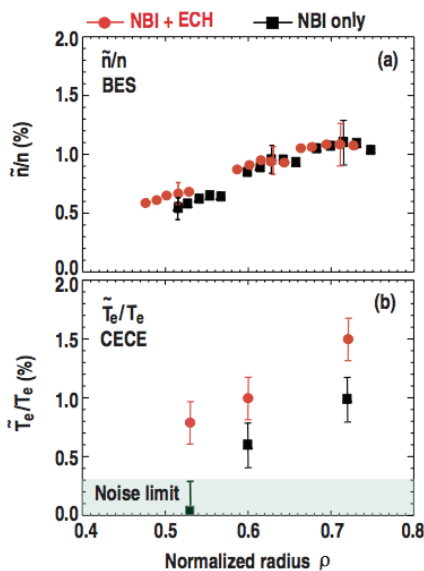 NBI + ECH NBI only
2.0
ñ/n (a)
BES
1.5
ñ/n (%)
1.0
0.5
0.0
T̃e/Te (b)
CECE
1.5
T̃e/Te (%)
1.0
0.5
Noise limit
0.0
0.4 0.5 0.6 0.7 0.8
Normalized radius ρ